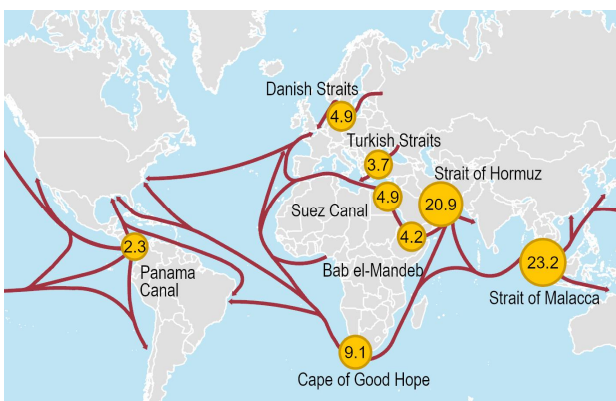 Danish Straits
4.9
Turkish Straits
3.7
Strait of Hormuz
4.9
20.9
Suez Canal
4.2
2.3
Bab el-Mandeb
23.2
Panama
Canal
Strait of Malacca
9.1
Cape of Good Hope